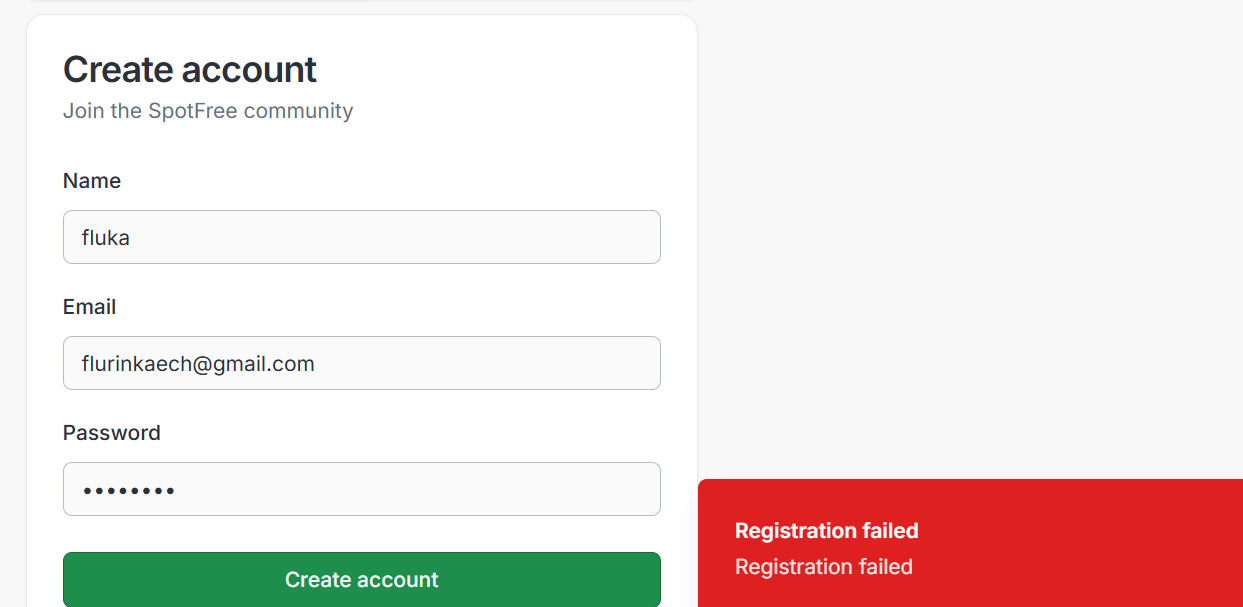 Create account
Join the SpotFree community
Name
fluka
Email
flurinkaech@gmail.com
Password
••••••••
Create account
Registration failed
Registration failed